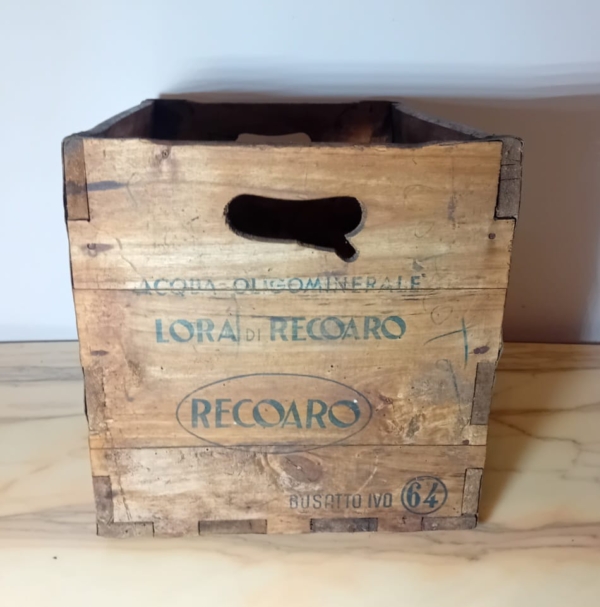 ACQUA OLIGOMINERALE
LORA DI RECOARO
RECOARO
BUSATTO IVO 64